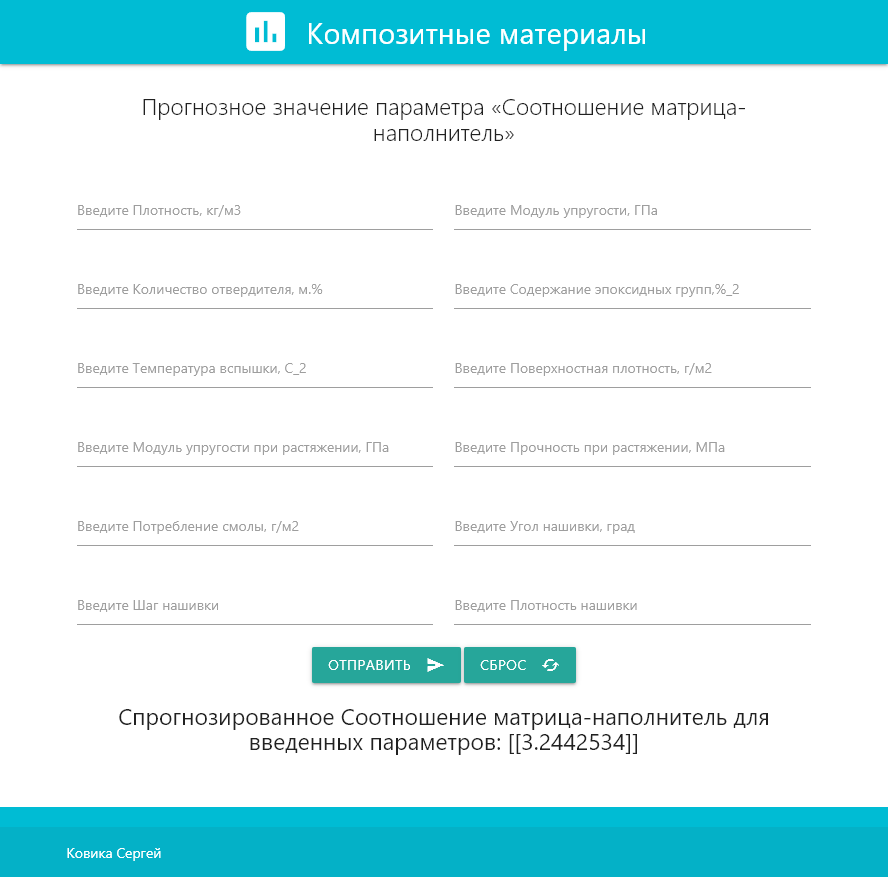 Композитные материалы
Прогнозное значение параметра «Соотношение матрица-
наполнитель»
Введите Плотность, кг/м3
Введите Модуль упругости, ГПа
Введите Количество отвердителя, м.%
Введите Содержание эпоксидных групп,%_2
Введите Температура вспышки, С_2
Введите Поверхностная плотность, г/м2
Введите Модуль упругости при растяжении, ГПа
Введите Прочность при растяжении, МПа
Введите Потребление смолы, г/м2
Введите Угол нашивки, град
Введите Шаг нашивки
Введите Плотность нашивки
ОТПРАВИТЬ
СБРОС
Спрогнозированное Соотношение матрица-наполнитель для
введенных параметров: [[3.2442534]]
Ковика Сергей